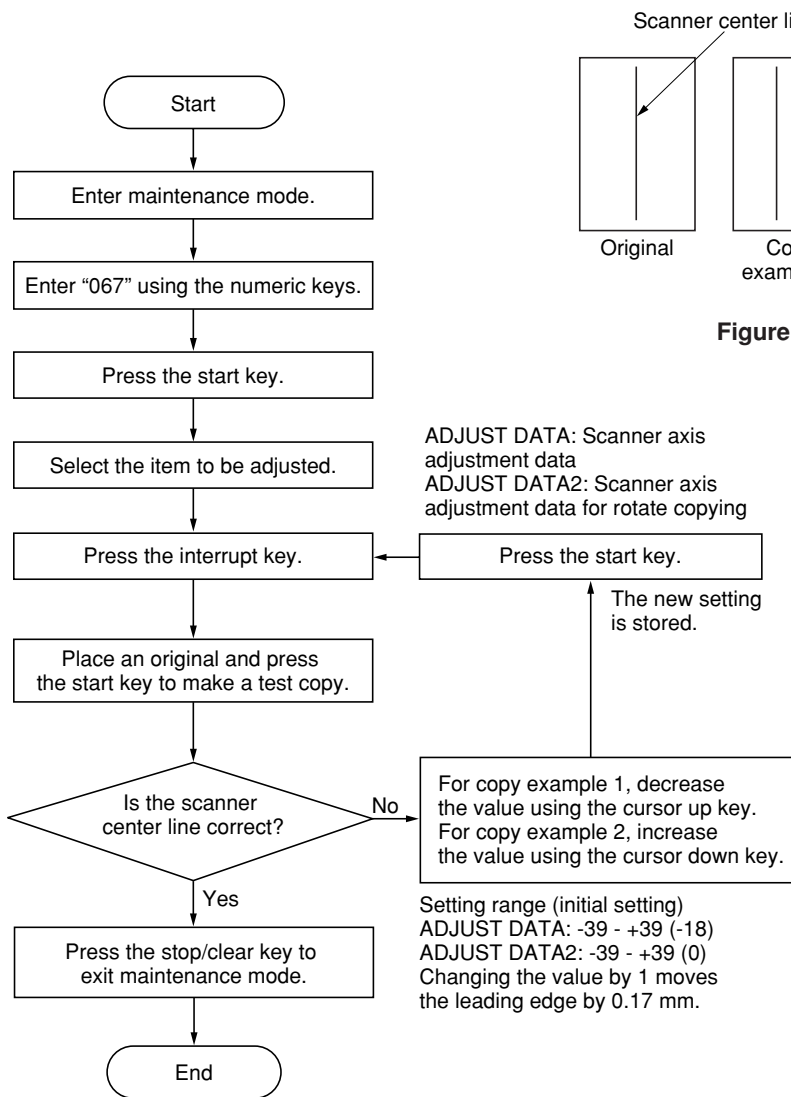 Scanner center
Start
Enter maintenance mode.
Enter “067” using the numeric keys.
Original
Figure
Press the start key.
Select the item to be adjusted.
ADJUST DATA: Scanner axis
adjustment data
ADJUST DATA2: Scanner axis
adjustment data for rotate copying
Press the interrupt key.
Press the start key.
The new setting
is stored.
Place an original and press
the start key to make a test copy.
Is the scanner
center line correct?
No
For copy example 1, decrease
the value using the cursor up key.
For copy example 2, increase
the value using the cursor down key.
Yes
Setting range (initial setting)
ADJUST DATA: -39 - +39 (-18)
ADJUST DATA2: -39 - +39 (0)
Changing the value by 1 moves
the leading edge by 0.17 mm.
Press the stop/clear key to
exit maintenance mode.
End